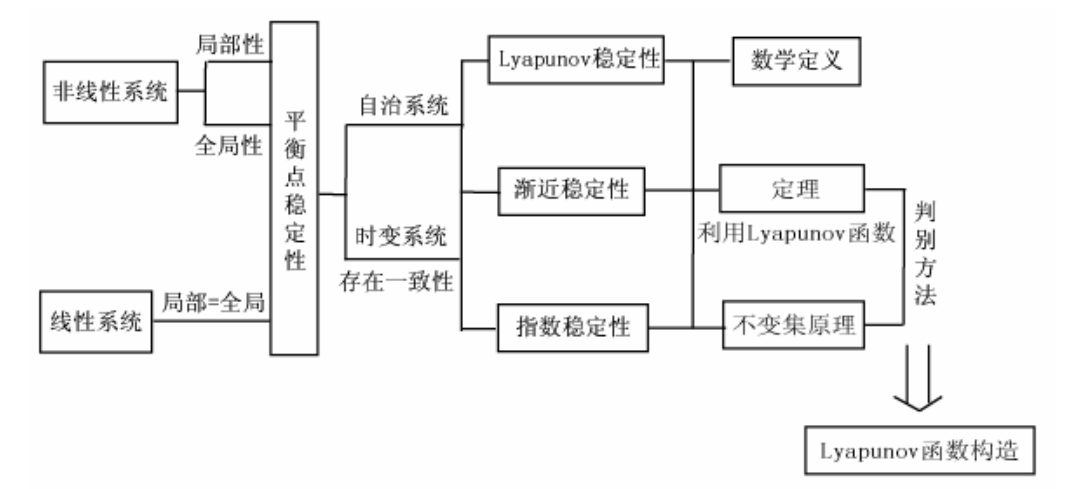 非线性系统
局部性
全局性
线性系统
局部=全局
平衡点稳定性
自治系统
时变系统
存在一致性
Lyapunov稳定性
渐近稳定性
指数稳定性
数学定义
定理
利用Lyapunov函数
不变集原理
判别方法
Lyapunov函数构造